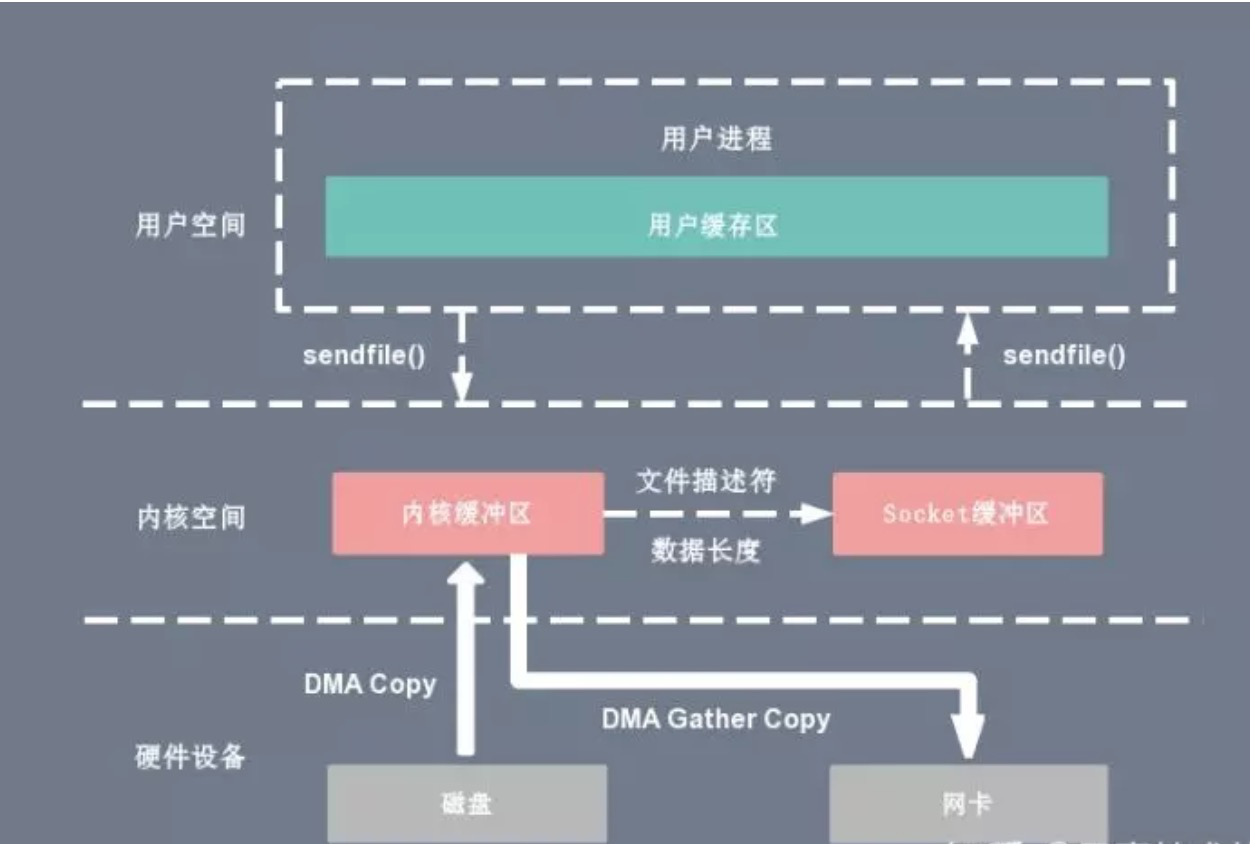 用户进程
用户空间
用户缓存区
sendfile()
sendfile()
文件描述符
内核空间
内核缓冲区
Socket缓冲区
数据长度
DMA Copy
DMA Gather Copy
硬件设备
磁盘
网卡